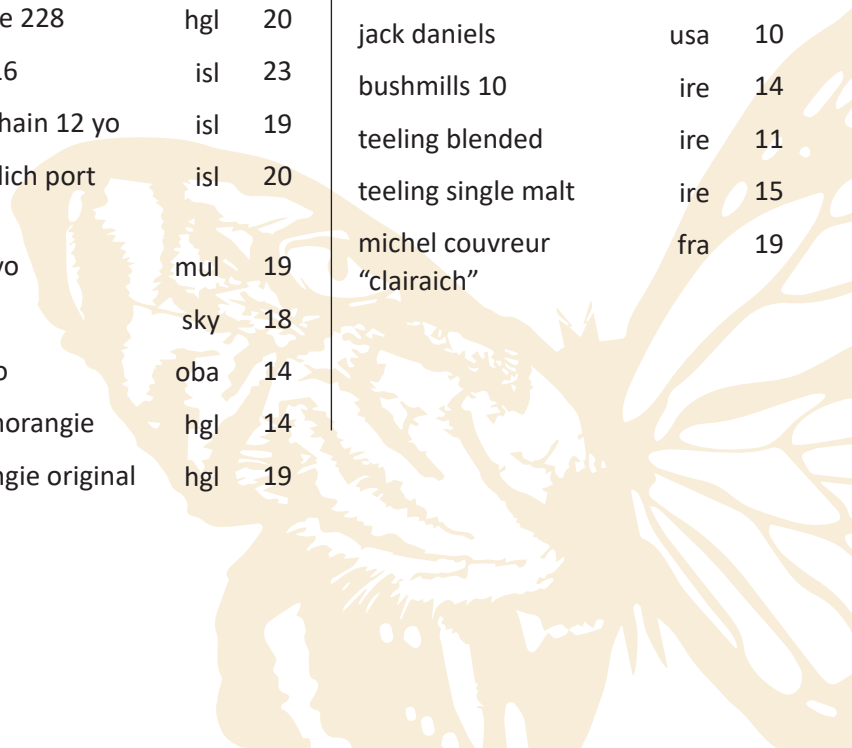 e 228 hgl 20
16 isl 23
hain 12 yo isl 19
lich port isl 20
yo mul 19
sky 18
o oba 14
norangie hgl 14
ngie original hgl 19
jack daniels usa 10
bushmills 10 ire 14
teeling blended ire 11
teeling single malt ire 15
michel couvreur fra 19
“clairaich”